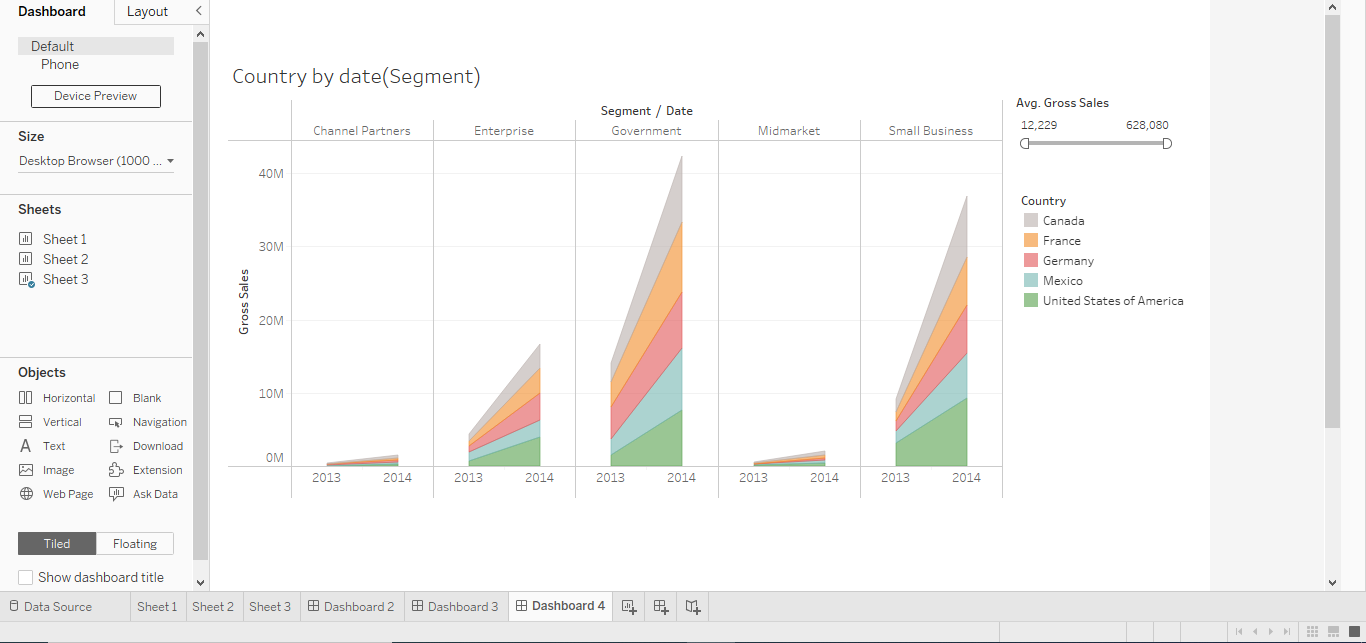 Dashboard
Layout
Default
Phone
Device Preview
Size
Desktop Browser (1000 ...
Sheets
Sheet 1
Sheet 2
Sheet 3
Objects
Horizontal
Blank
Vertical
Navigation
Text
Download
Image
Extension
Web Page
Ask Data
Tiled
Floating
Show dashboard title
Country by date(Segment)
Segment / Date
Channel Partners
Enterprise
Government
Midmarket
Small Business
Gross Sales
40M
30M
20M
10M
0M
2013
2014
2013
2014
2013
2014
2013
2014
2013
2014
Avg. Gross Sales
12,229
628,080
Country
Canada
France
Germany
Mexico
United States of America
Data Source
Sheet 1
Sheet 2
Sheet 3
Dashboard 2
Dashboard 3
Dashboard 4